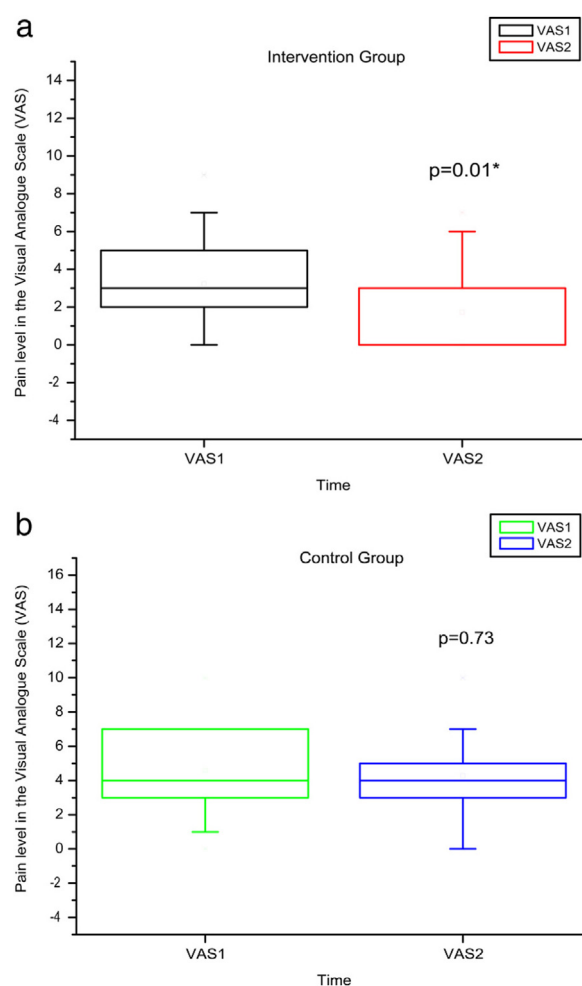 a
VAS1
VAS2
Intervention Group
14
12
10
8
6
4
2
0
-2
-4
Pain level in the Visual Analogue Scale (VAS)
p=0.01*
VAS1
VAS2
Time
b
VAS1
VAS2
Control Group
16
14
12
10
8
6
4
2
0
-2
-4
Pain level in the Visual Analogue Scale (VAS)
p=0.73
VAS1
VAS2
Time